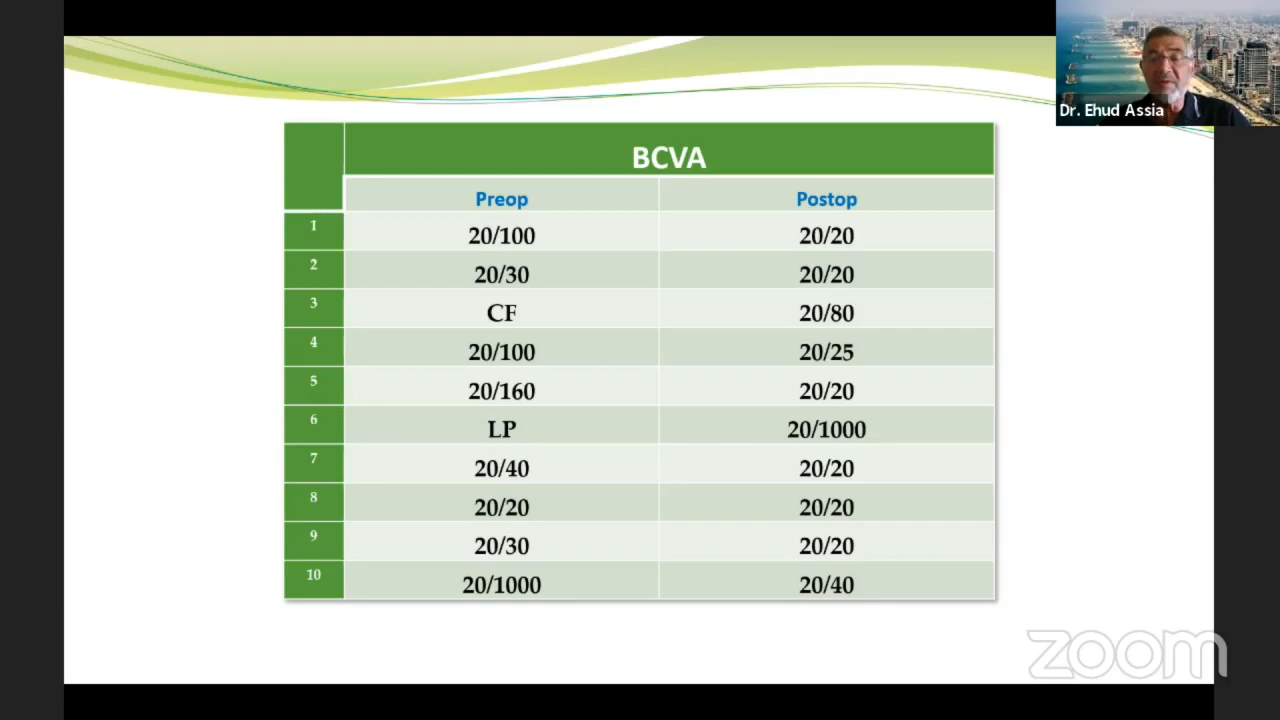 Dr. Ehud Assia
BCVA
Preop Postop
1 20/100 20/20
2 20/30 20/20
3 CF 20/80
4 20/100 20/25
5 20/160 20/20
6 LP 20/1000
7 20/40 20/20
8 20/20 20/20
9 20/30 20/20
10 20/1000 20/40
zoom